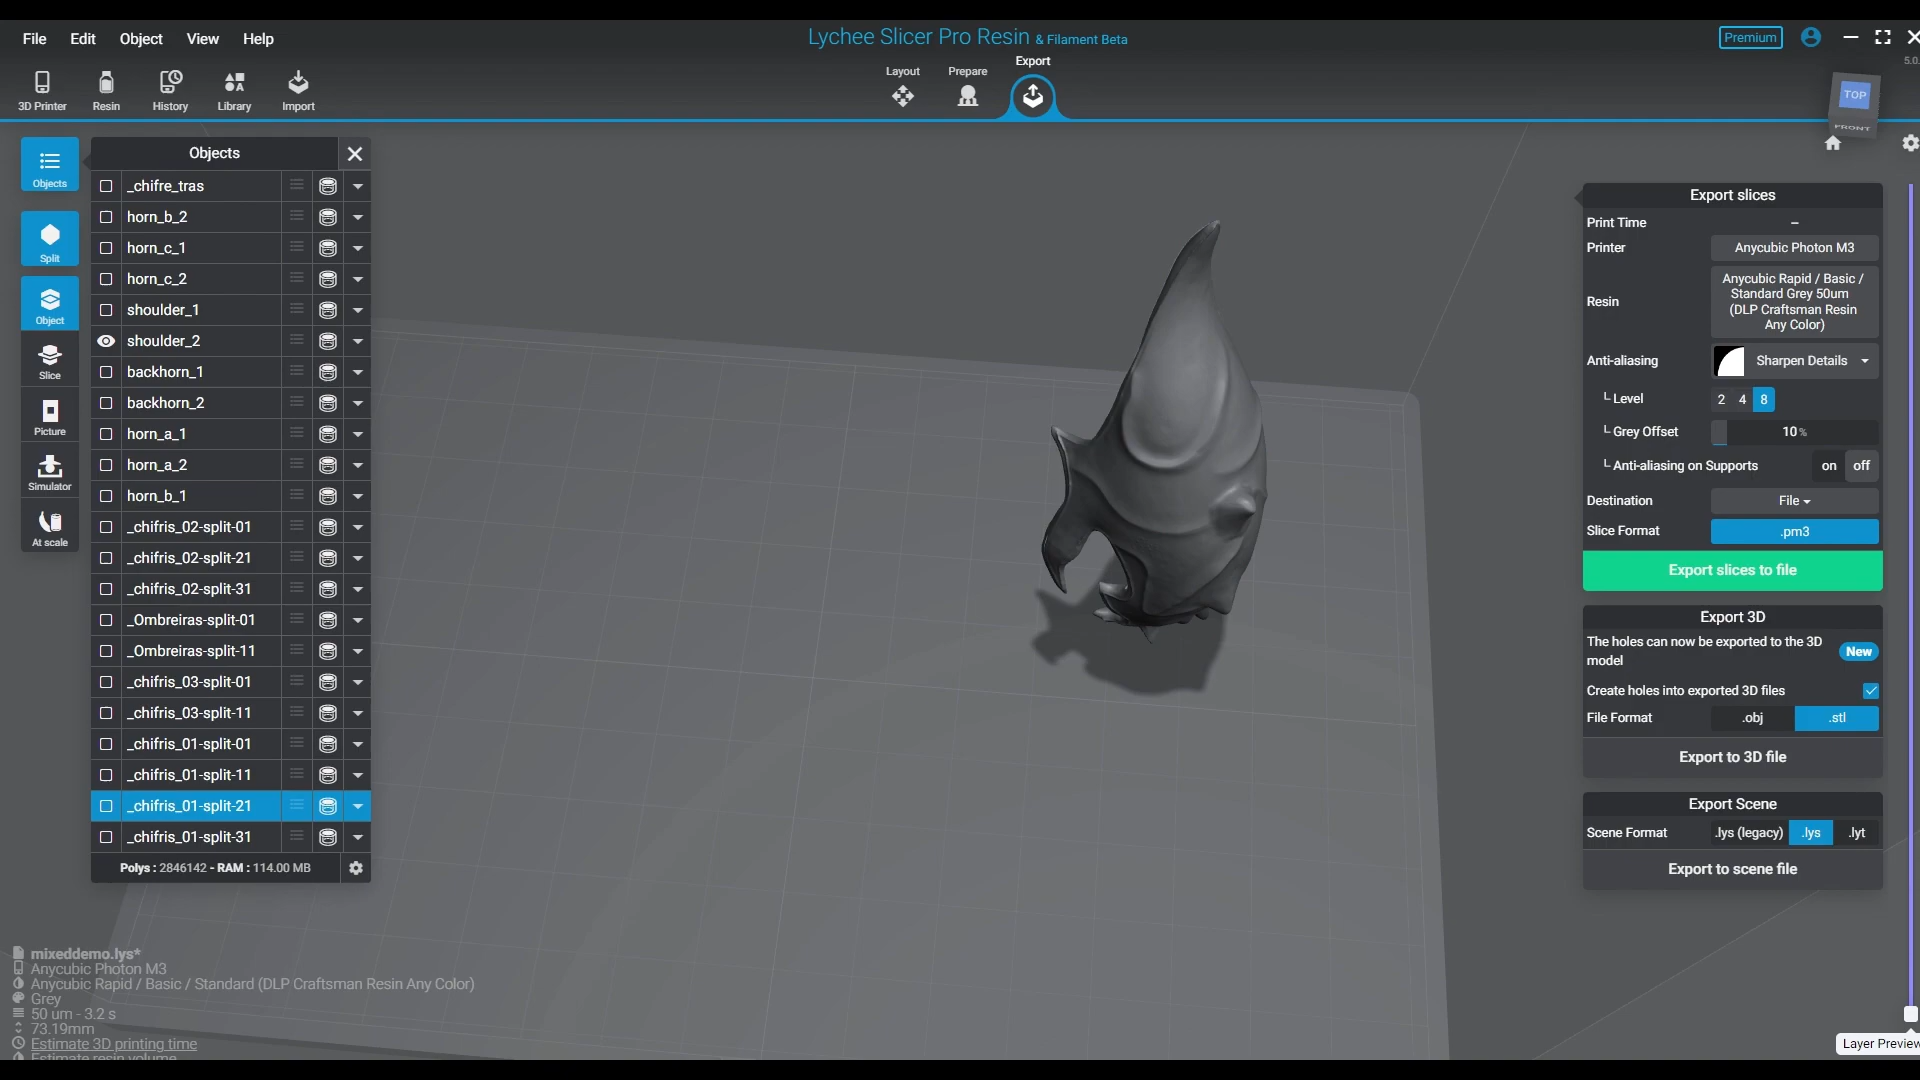 File Edit Object View Help
Lychee Slicer Pro Resin & Filament Beta
Premium
5.0.
3D Printer Resin History Library Import
Layout Prepare Export
TOP
FRONT
Objects
Split
Object
Slice
Picture
Simulator
At scale
Objects
_chifre_tras
horn_b_2
horn_c_1
horn_c_2
shoulder_1
shoulder_2
backhorn_1
backhorn_2
horn_a_1
horn_a_2
horn_b_1
_chifris_02-split-01
_chifris_02-split-21
_chifris_02-split-31
_Ombreiras-split-01
_Ombreiras-split-11
_chifris_03-split-01
_chifris_03-split-11
_chifris_01-split-01
_chifris_01-split-11
_chifris_01-split-21
_chifris_01-split-31
Polys : 2846142 - RAM : 114.00 MB
mixeddemo.lys*
Anycubic Photon M3
Anycubic Rapid / Basic / Standard (DLP Craftsman Resin Any Color)
Grey
50 um - 3.2 s
73.19mm
Estimate 3D printing time
Estimate resin volume
Export slices
Print Time –
Printer Anycubic Photon M3
Resin
Anycubic Rapid / Basic /
Standard Grey 50um
(DLP Craftsman Resin
Any Color)
Anti-aliasing Sharpen Details
Level 2 4 8
Grey Offset 10%
Anti-aliasing on Supports on off
Destination File
Slice Format .pm3
Export slices to file
Export 3D
The holes can now be exported to the 3D
model
New
Create holes into exported 3D files
File Format .obj .stl
Export to 3D file
Export Scene
Scene Format .lys (legacy) .lys .lyt
Export to scene file
Layer Preview